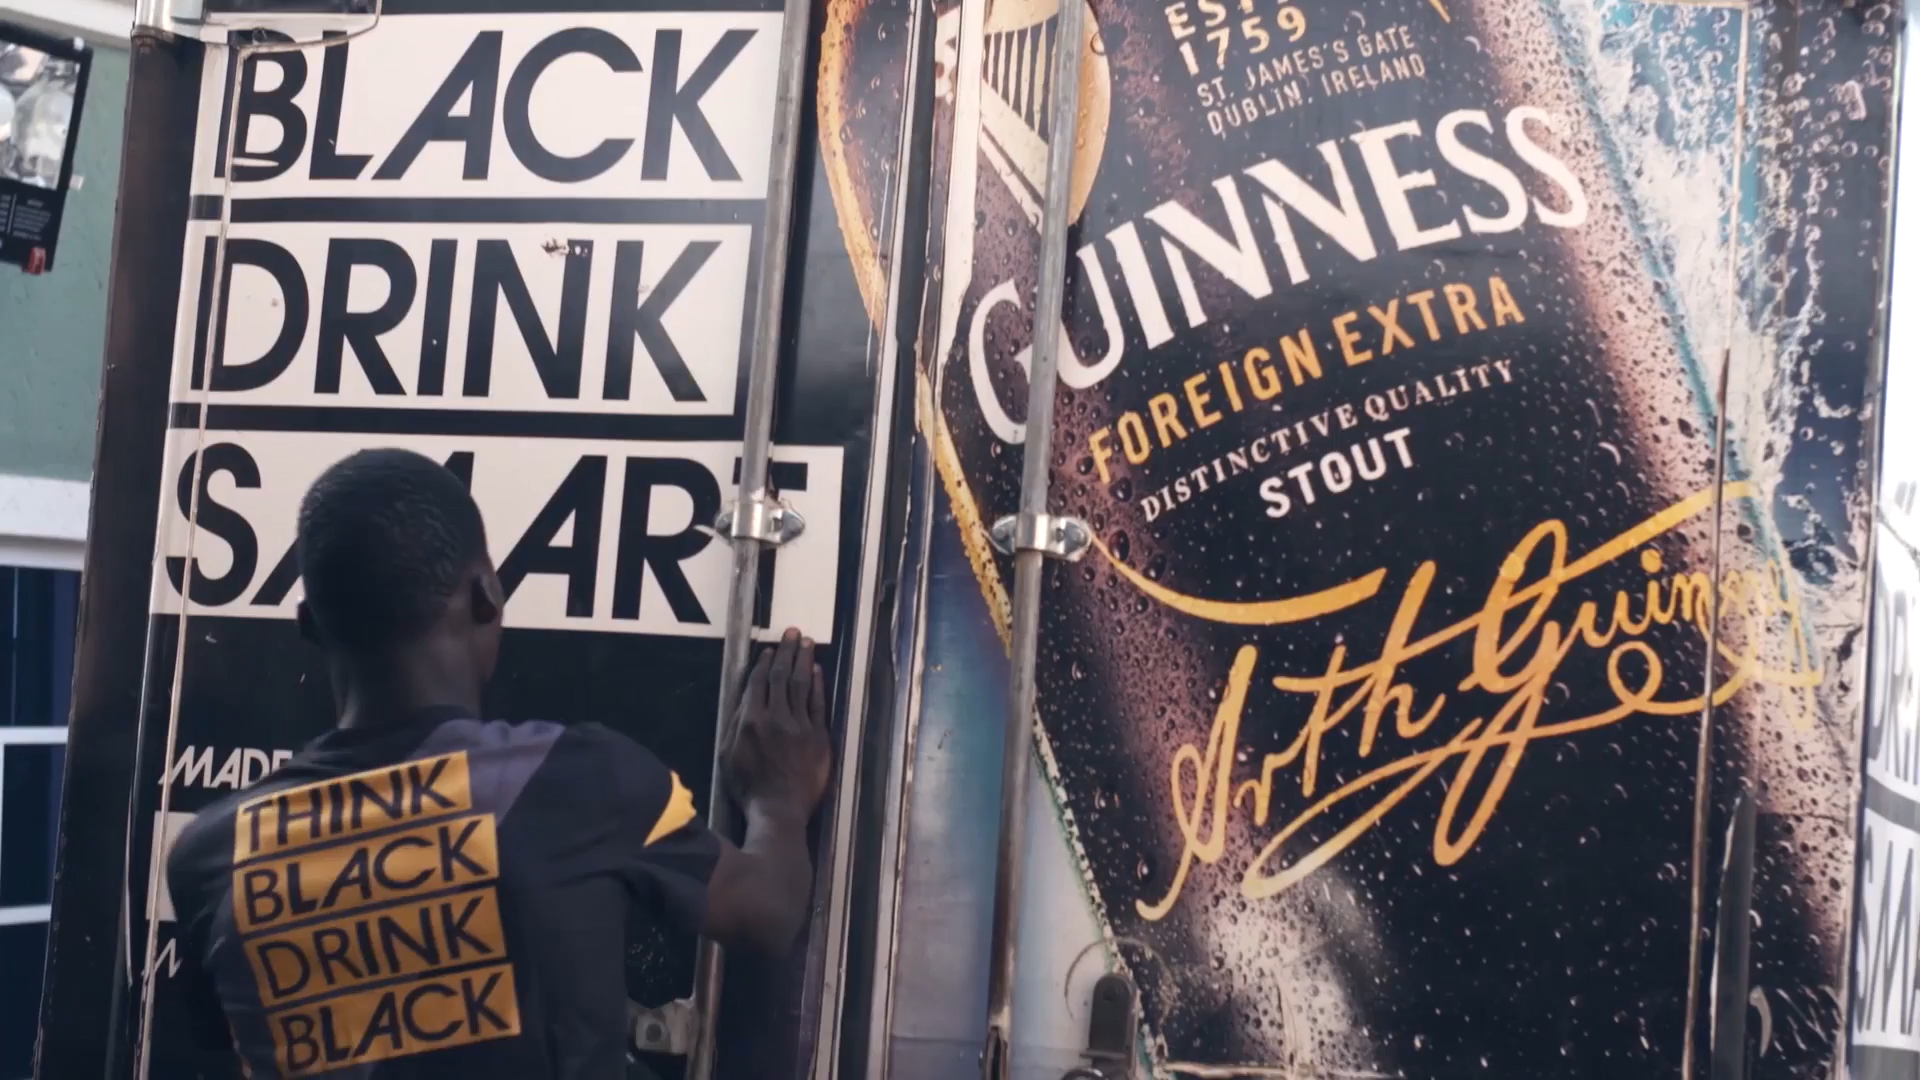 BLACK
DRINK
SMART
MADE
THINK
BLACK
DRINK
BLACK
EST
1759
ST. JAMES'S GATE
DUBLIN, IRELAND
GUINNESS
FOREIGN EXTRA
DISTINCTIVE QUALITY
STOUT
Arth Guinness